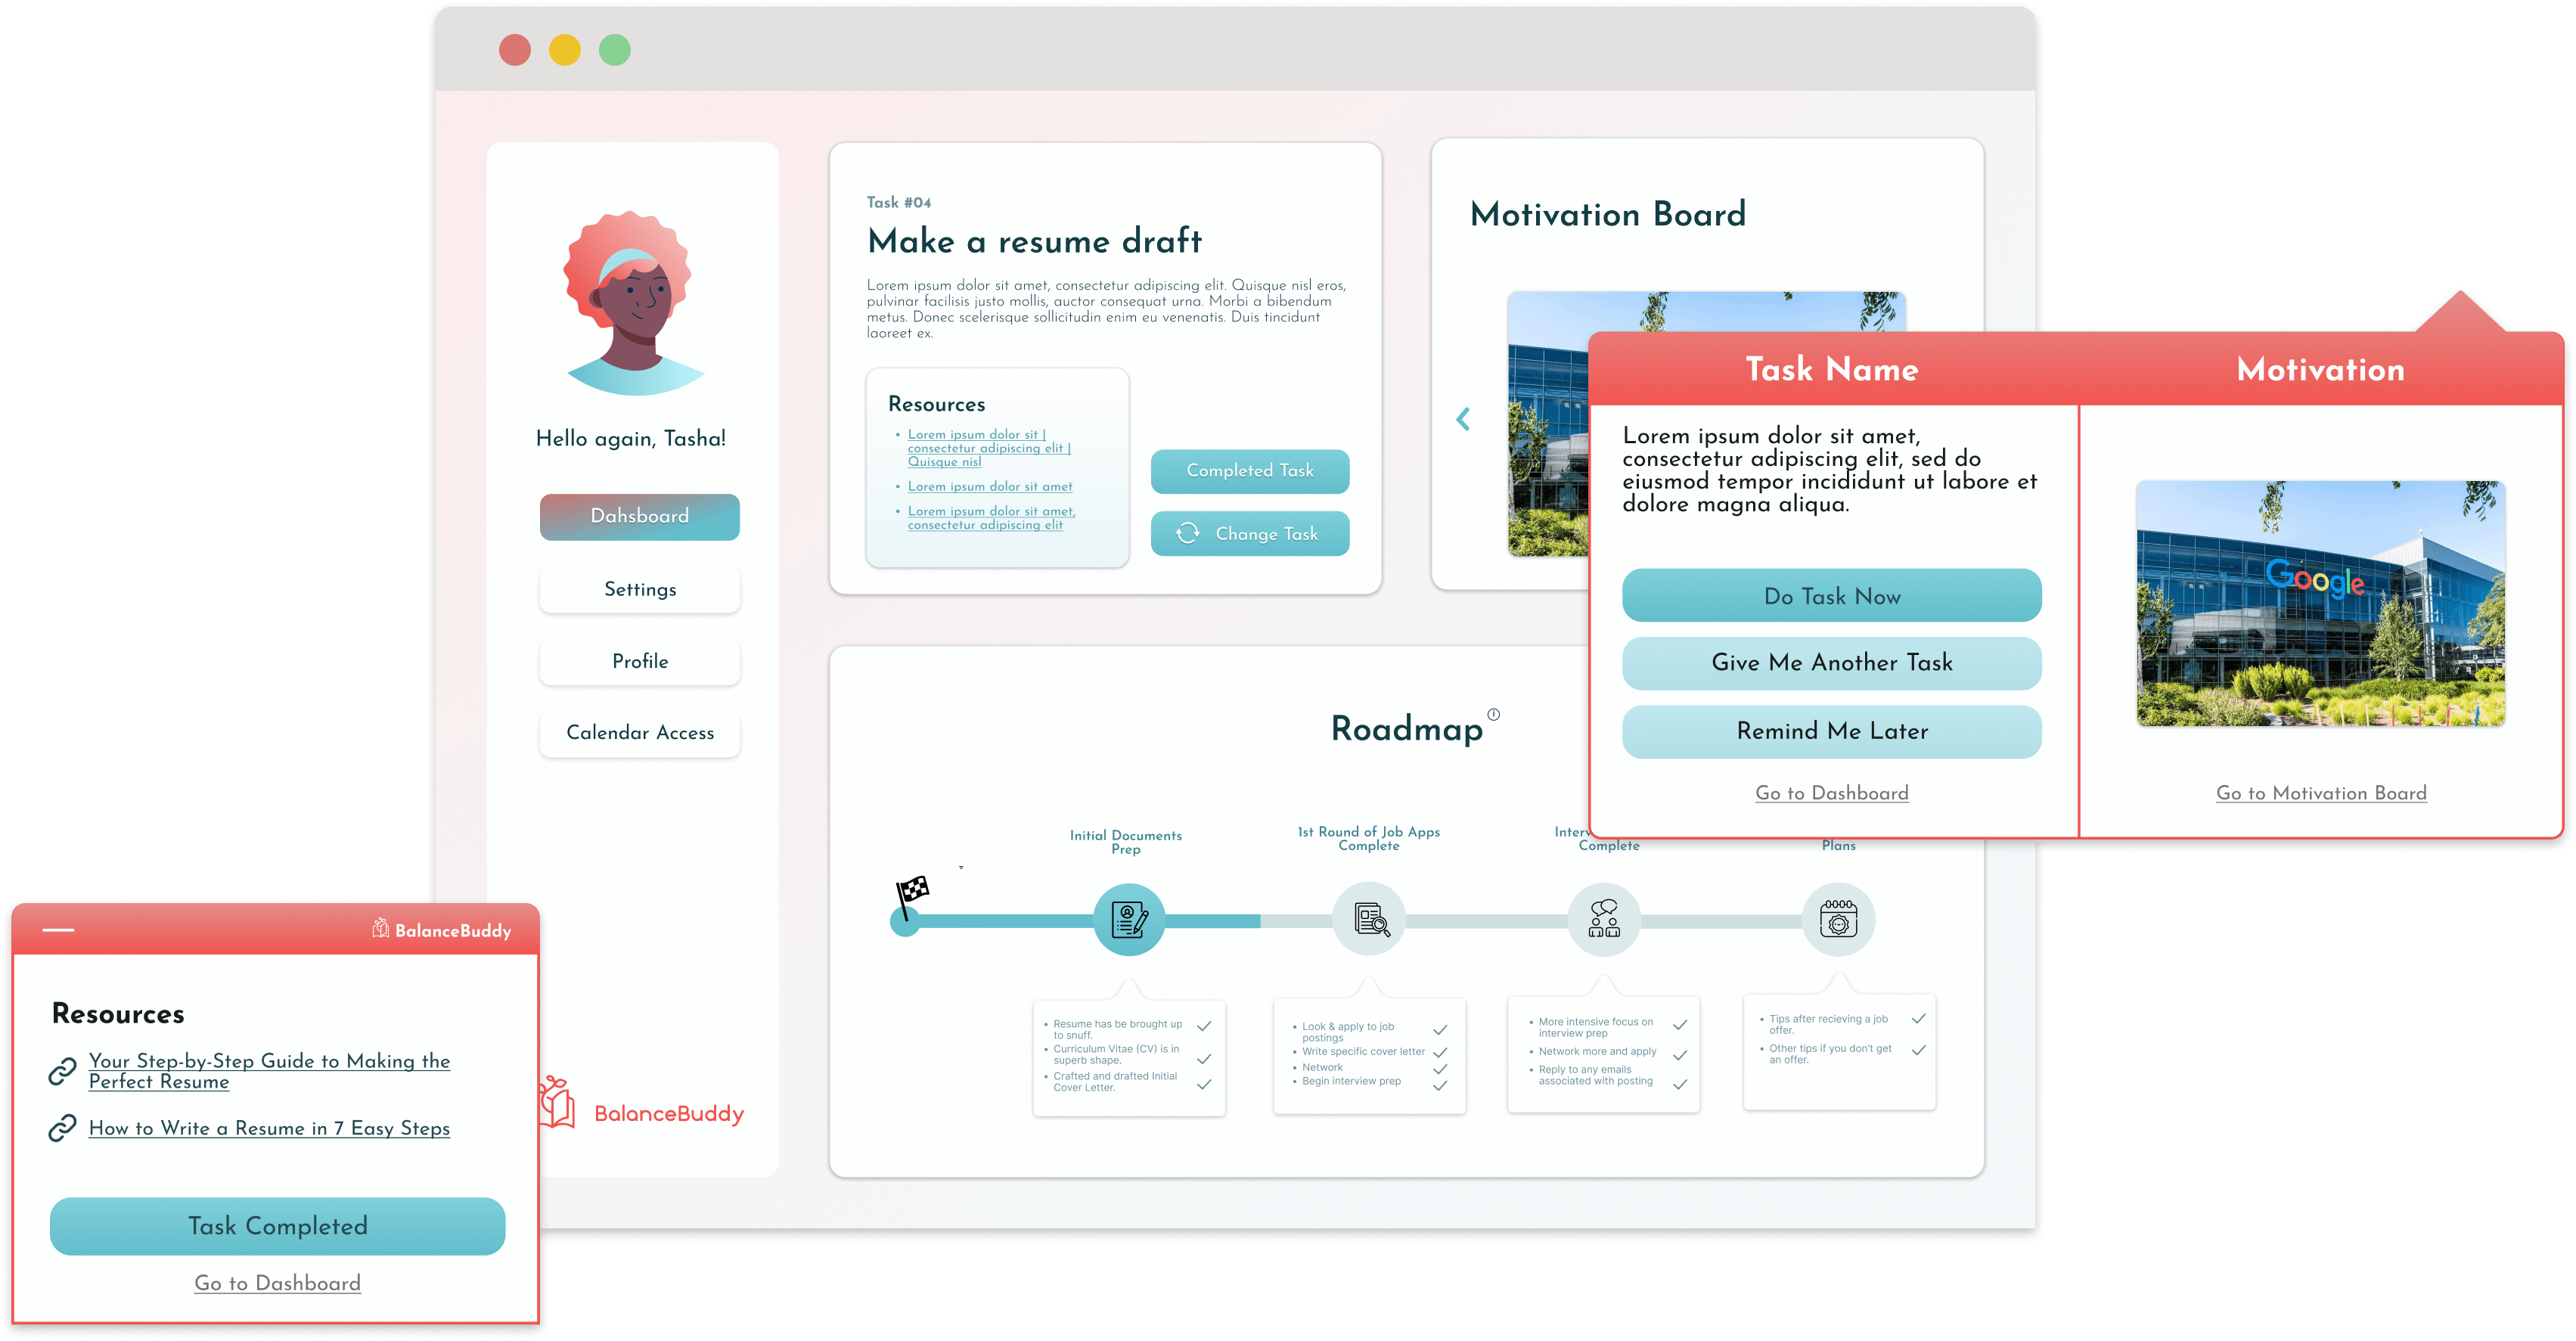 Hello again, Tasha!
Dahsboard
Settings
Profile
Calendar Access
BalanceBuddy
Task #04
Make a resume draft
Lorem ipsum dolor sit amet, consectetur adipiscing elit. Quisque nisl eros,
pulvinar facilisis justo mollis, auctor consequat urna. Morbi a bibendum
metus. Donec scelerisque sollicitudin enim eu venenatis. Duis tincidunt
laoreet ex.
Resources
• Lorem ipsum dolor sit |
consectetur adipiscing elit |
Quisque nisl
• Lorem ipsum dolor sit amet
• Lorem ipsum dolor sit amet,
consectetur adipiscing elit
Completed Task
Change Task
Motivation Board
Task Name
Lorem ipsum dolor sit amet,
consectetur adipiscing elit, sed do
eiusmod tempor incididunt ut labore et
dolore magna aliqua.
Do Task Now
Give Me Another Task
Remind Me Later
Go to Dashboard
Motivation
Google
Go to Motivation Board
Roadmap
Initial Documents
Prep
1st Round of Job Apps
Complete
Complete
Plans
• Resume has be brought up
to snuff.
• Curriculum Vitae (CV) is in
superb shape.
• Crafted and drafted Initial
Cover Letter.
• Look & apply to job
postings
• Write specific cover letter
• Network
• Begin interview prep
• More intensive focus on
interview prep
• Network more and apply
• Reply to any emails
associated with posting
• Tips after recieving a job
offer.
• Other tips if you don't get
an offer.
BalanceBuddy
Resources
Your Step-by-Step Guide to Making the
Perfect Resume
How to Write a Resume in 7 Easy Steps
Task Completed
Go to Dashboard